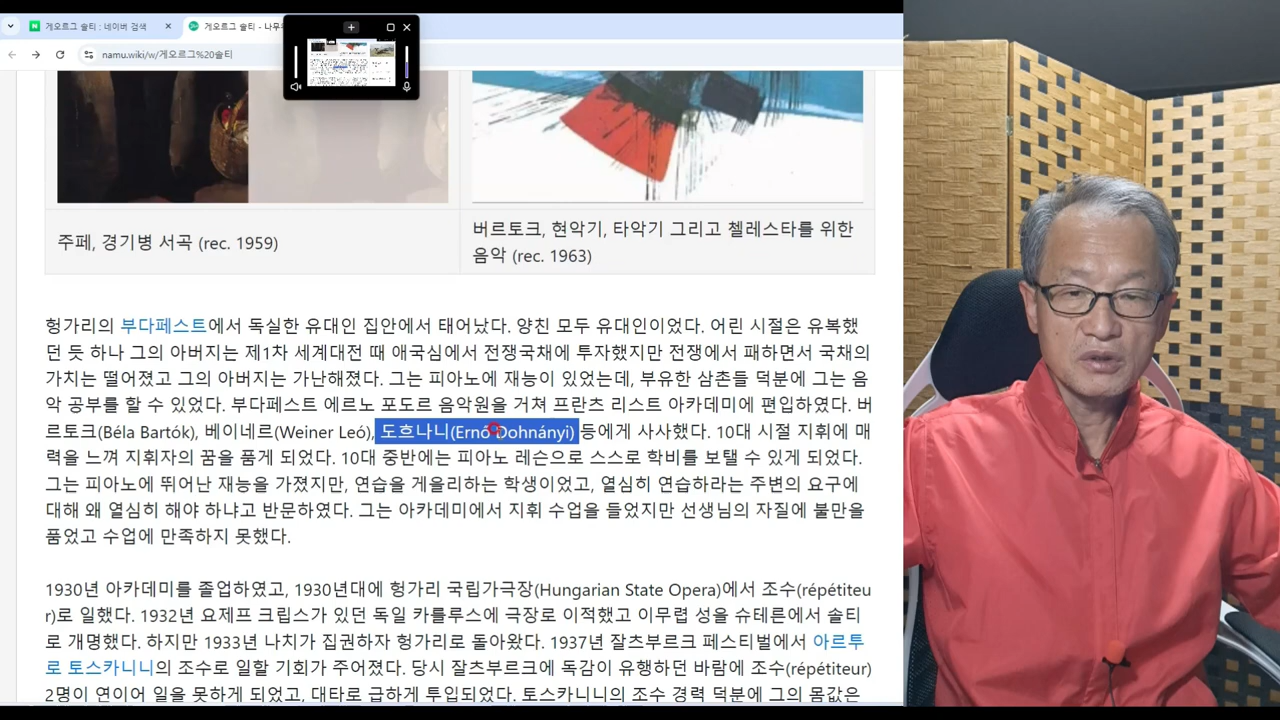 게오르그 솔티 : 네이버 검색
게오르그 솔티 - 나무
namu.wiki/w/게오르그%20솔티
주페, 경기병 서곡 (rec. 1959)
버르토크, 현악기, 타악기 그리고 첼레스타를 위한
음악 (rec. 1963)
헝가리의 부다페스트에서 독실한 유대인 집안에서 태어났다. 양친 모두 유대인이었다. 어린 시절은 유복했
던 듯 하나 그의 아버지는 제1차 세계대전 때 애국심에서 전쟁국채에 투자했지만 전쟁에서 패하면서 국채의
가치는 떨어졌고 그의 아버지는 가난해졌다. 그는 피아노에 재능이 있었는데, 부유한 삼촌들 덕분에 그는 음
악 공부를 할 수 있었다. 부다페스트 에르노 포도르 음악원을 거쳐 프란츠 리스트 아카데미에 편입하였다. 버
르토크(Béla Bartók), 베이네르(Weiner Leó), 도흐나니(Ernő Dohnányi) 등에게 사사했다. 10대 시절 지휘에 매
력을 느껴 지휘자의 꿈을 품게 되었다. 10대 중반에는 피아노 레슨으로 스스로 학비를 보탤 수 있게 되었다.
그는 피아노에 뛰어난 재능을 가졌지만, 연습을 게을리하는 학생이었고, 열심히 연습하라는 주변의 요구에
대해 왜 열심히 해야 하냐고 반문하였다. 그는 아카데미에서 지휘 수업을 들었지만 선생님의 자질에 불만을
품었고 수업에 만족하지 못했다.
1930년 아카데미를 졸업하였고, 1930년대에 헝가리 국립가극장(Hungarian State Opera)에서 조수(répétiteu
r)로 일했다. 1932년 요제프 크립스가 있던 독일 카를루스에 극장로 이적했고 이무렵 성을 슈테른에서 솔티
로 개명했다. 하지만 1933년 나치가 집권하자 헝가리로 돌아왔다. 1937년 잘츠부르크 페스티벌에서 아르투
로 토스카니니의 조수로 일할 기회가 주어졌다. 당시 잘츠부르크에 독감이 유행하던 바람에 조수(répétiteur)
2명이 연이어 일을 못하게 되었고, 대타로 급하게 투입되었다. 토스카니니의 조수 경력 덕분에 그의 몸값은